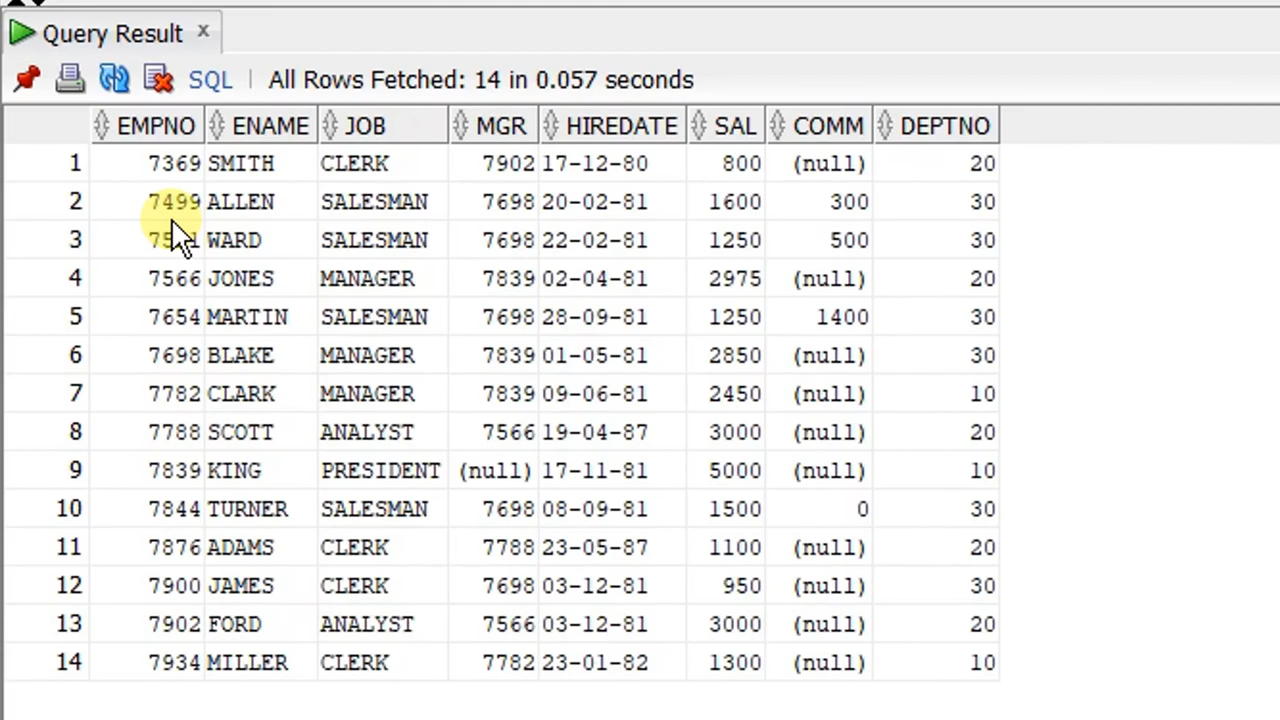 Query Result x
SQL | All Rows Fetched: 14 in 0.057 seconds
EMPNO ENAME JOB MGR HIREDATE SAL COMM DEPTNO
1 7369 SMITH CLERK 7902 17-12-80 800 (null) 20
2 7499 ALLEN SALESMAN 7698 20-02-81 1600 300 30
3 WARD SALESMAN 7698 22-02-81 1250 500 30
4 7566 JONES MANAGER 7839 02-04-81 2975 (null) 20
5 7654 MARTIN SALESMAN 7698 28-09-81 1250 1400 30
6 7698 BLAKE MANAGER 7839 01-05-81 2850 (null) 30
7 7782 CLARK MANAGER 7839 09-06-81 2450 (null) 10
8 7788 SCOTT ANALYST 7566 19-04-87 3000 (null) 20
9 7839 KING PRESIDENT (null) 17-11-81 5000 (null) 10
10 7844 TURNER SALESMAN 7698 08-09-81 1500 0 30
11 7876 ADAMS CLERK 7788 23-05-87 1100 (null) 20
12 7900 JAMES CLERK 7698 03-12-81 950 (null) 30
13 7902 FORD ANALYST 7566 03-12-81 3000 (null) 20
14 7934 MILLER CLERK 7782 23-01-82 1300 (null) 10